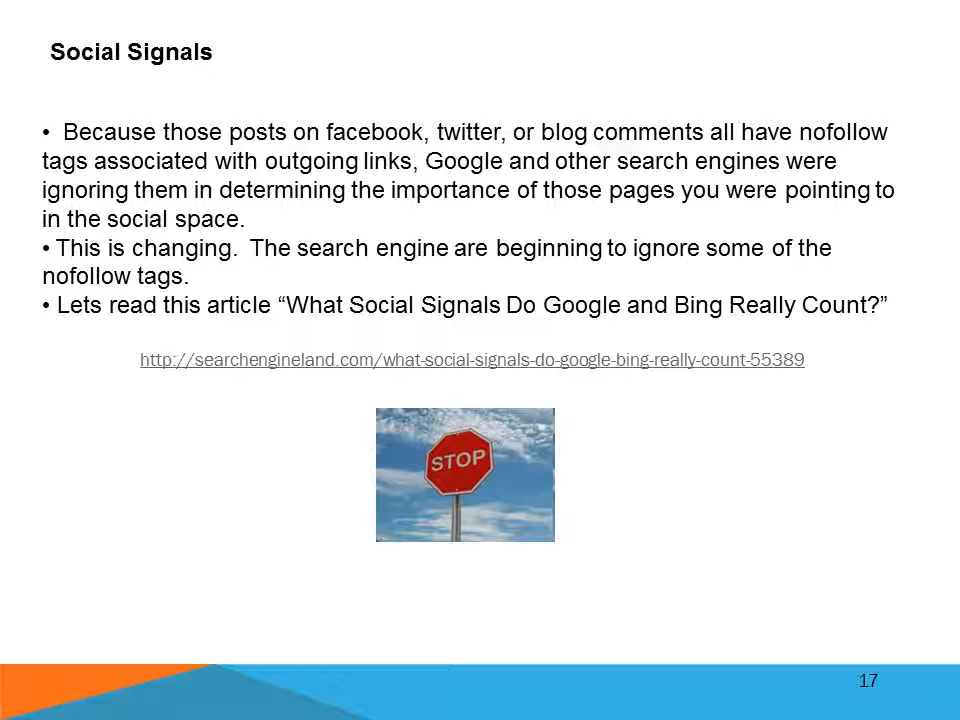 Social Signals
• Because those posts on facebook, twitter, or blog comments all have nofollow
tags associated with outgoing links, Google and other search engines were
ignoring them in determining the importance of those pages you were pointing to
in the social space.
• This is changing. The search engine are beginning to ignore some of the
nofollow tags.
• Lets read this article “What Social Signals Do Google and Bing Really Count?”
http://searchengineland.com/what-social-signals-do-google-bing-really-count-55389
STOP
17